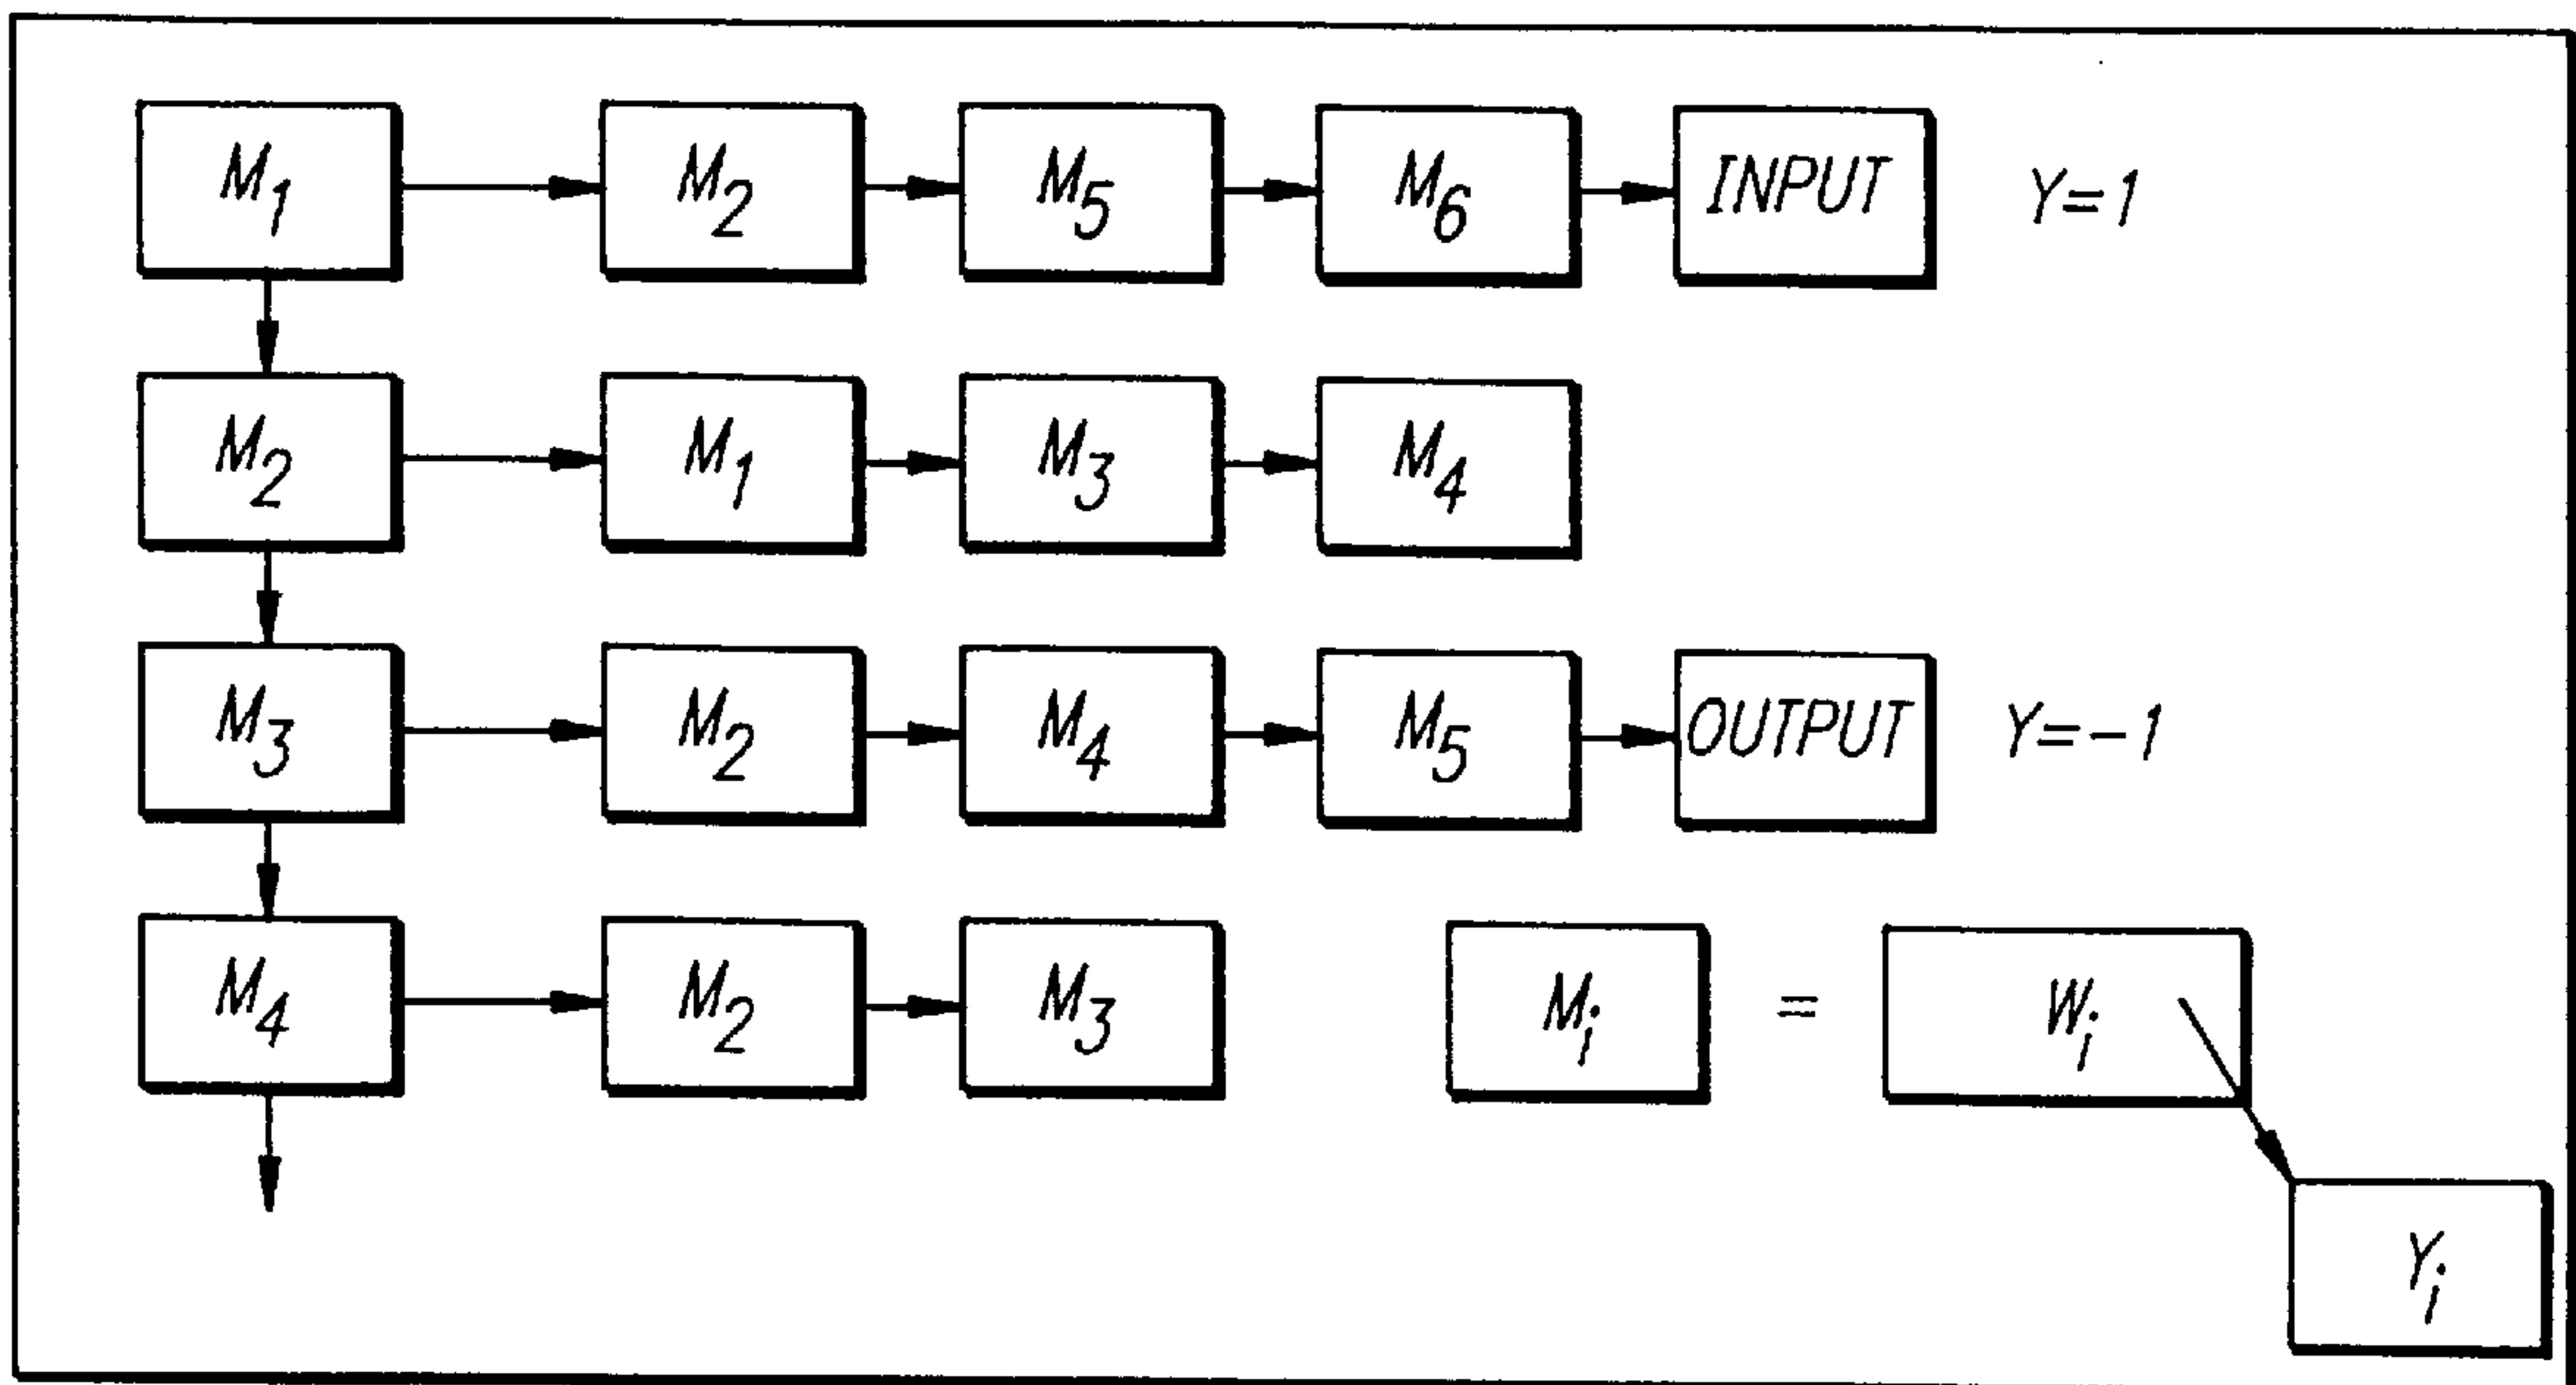 M1 M2 M5 M6 INPUT Y=1
M2 M1 M3 M4
M3 M2 M4 M5 OUTPUT Y=-1
M4 M2 M3 Mi = Wi
Yi